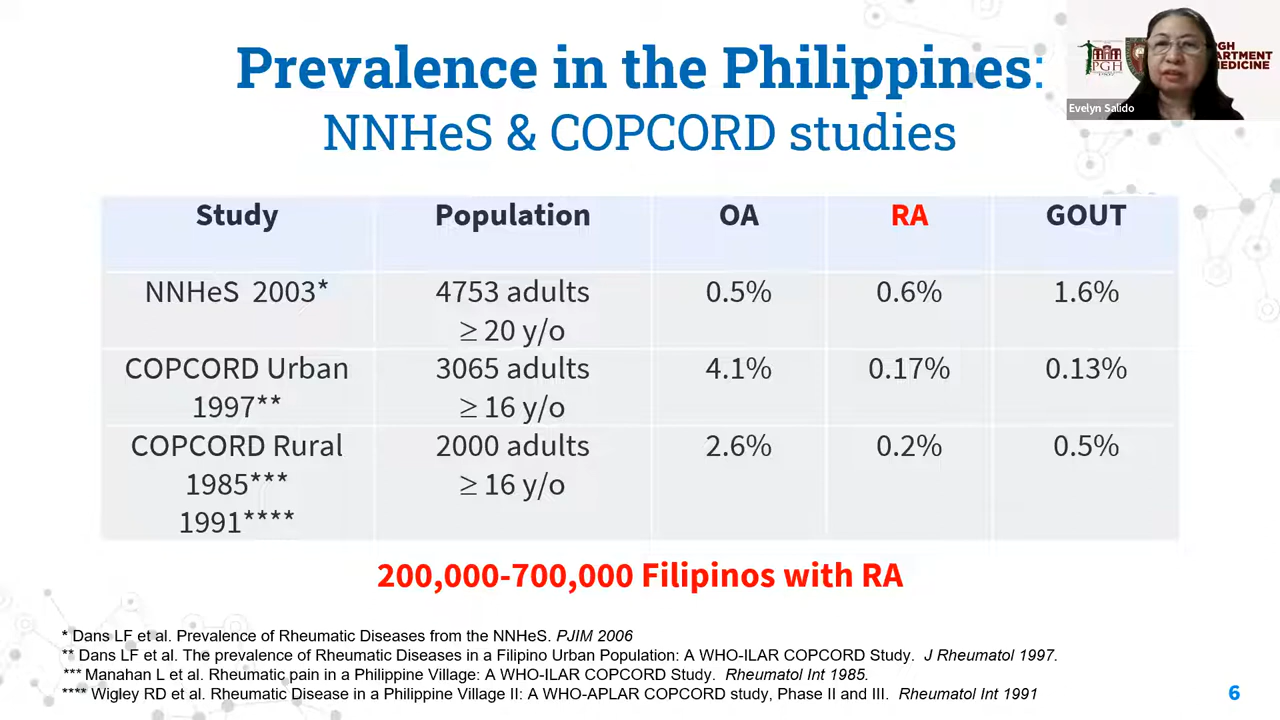 Prevalence in the Philippines:
NNHeS & COPCORD studies
PGH
PGH
DEPARTMENT
MEDICINE
Evelyn Salido
Study Population OA RA GOUT
NNHeS 2003* 4753 adults 0.5% 0.6% 1.6%
≥ 20 y/o
COPCORD Urban 3065 adults 4.1% 0.17% 0.13%
1997** ≥ 16 y/o
COPCORD Rural 2000 adults 2.6% 0.2% 0.5%
1985*** ≥ 16 y/o
1991****
200,000-700,000 Filipinos with RA
* Dans LF et al. Prevalence of Rheumatic Diseases from the NNHeS. PJIM 2006
** Dans LF et al. The prevalence of Rheumatic Diseases in a Filipino Urban Population: A WHO-ILAR COPCORD Study. J Rheumatol 1997.
*** Manahan L et al. Rheumatic pain in a Philippine Village: A WHO-ILAR COPCORD Study. Rheumatol Int 1985.
**** Wigley RD et al. Rheumatic Disease in a Philippine Village II: A WHO-APLAR COPCORD study, Phase II and III. Rheumatol Int 1991
6